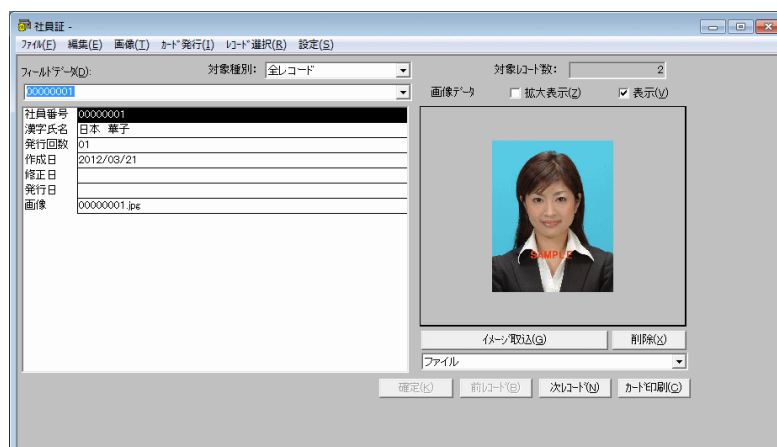 社員証 -
ﾌｧｲﾙ(F) 編集(E) 画像(T) ｶｰﾄﾞ発行(I) ﾚｺｰﾄﾞ選択(R) 設定(S)
ﾌｨｰﾙﾄﾞﾃﾞｰﾀ(D): 対象種別: 全レコード 対象ﾚｺｰﾄﾞ数: 2
00000001 画像ﾃﾞｰﾀ 拡大表示(Z) 表示(V)
社員番号 00000001
漢字氏名 日本 華子
発行回数 01
作成日 2012/03/21
修正日
発行日
画像 00000001.jpg
SAMPLE
ｲﾒｰｼﾞ取込(G) 削除(X)
ファイル
確定(K) 前ﾚｺｰﾄﾞ(B) 次ﾚｺｰﾄﾞ(N) ｶｰﾄﾞ印刷(C)